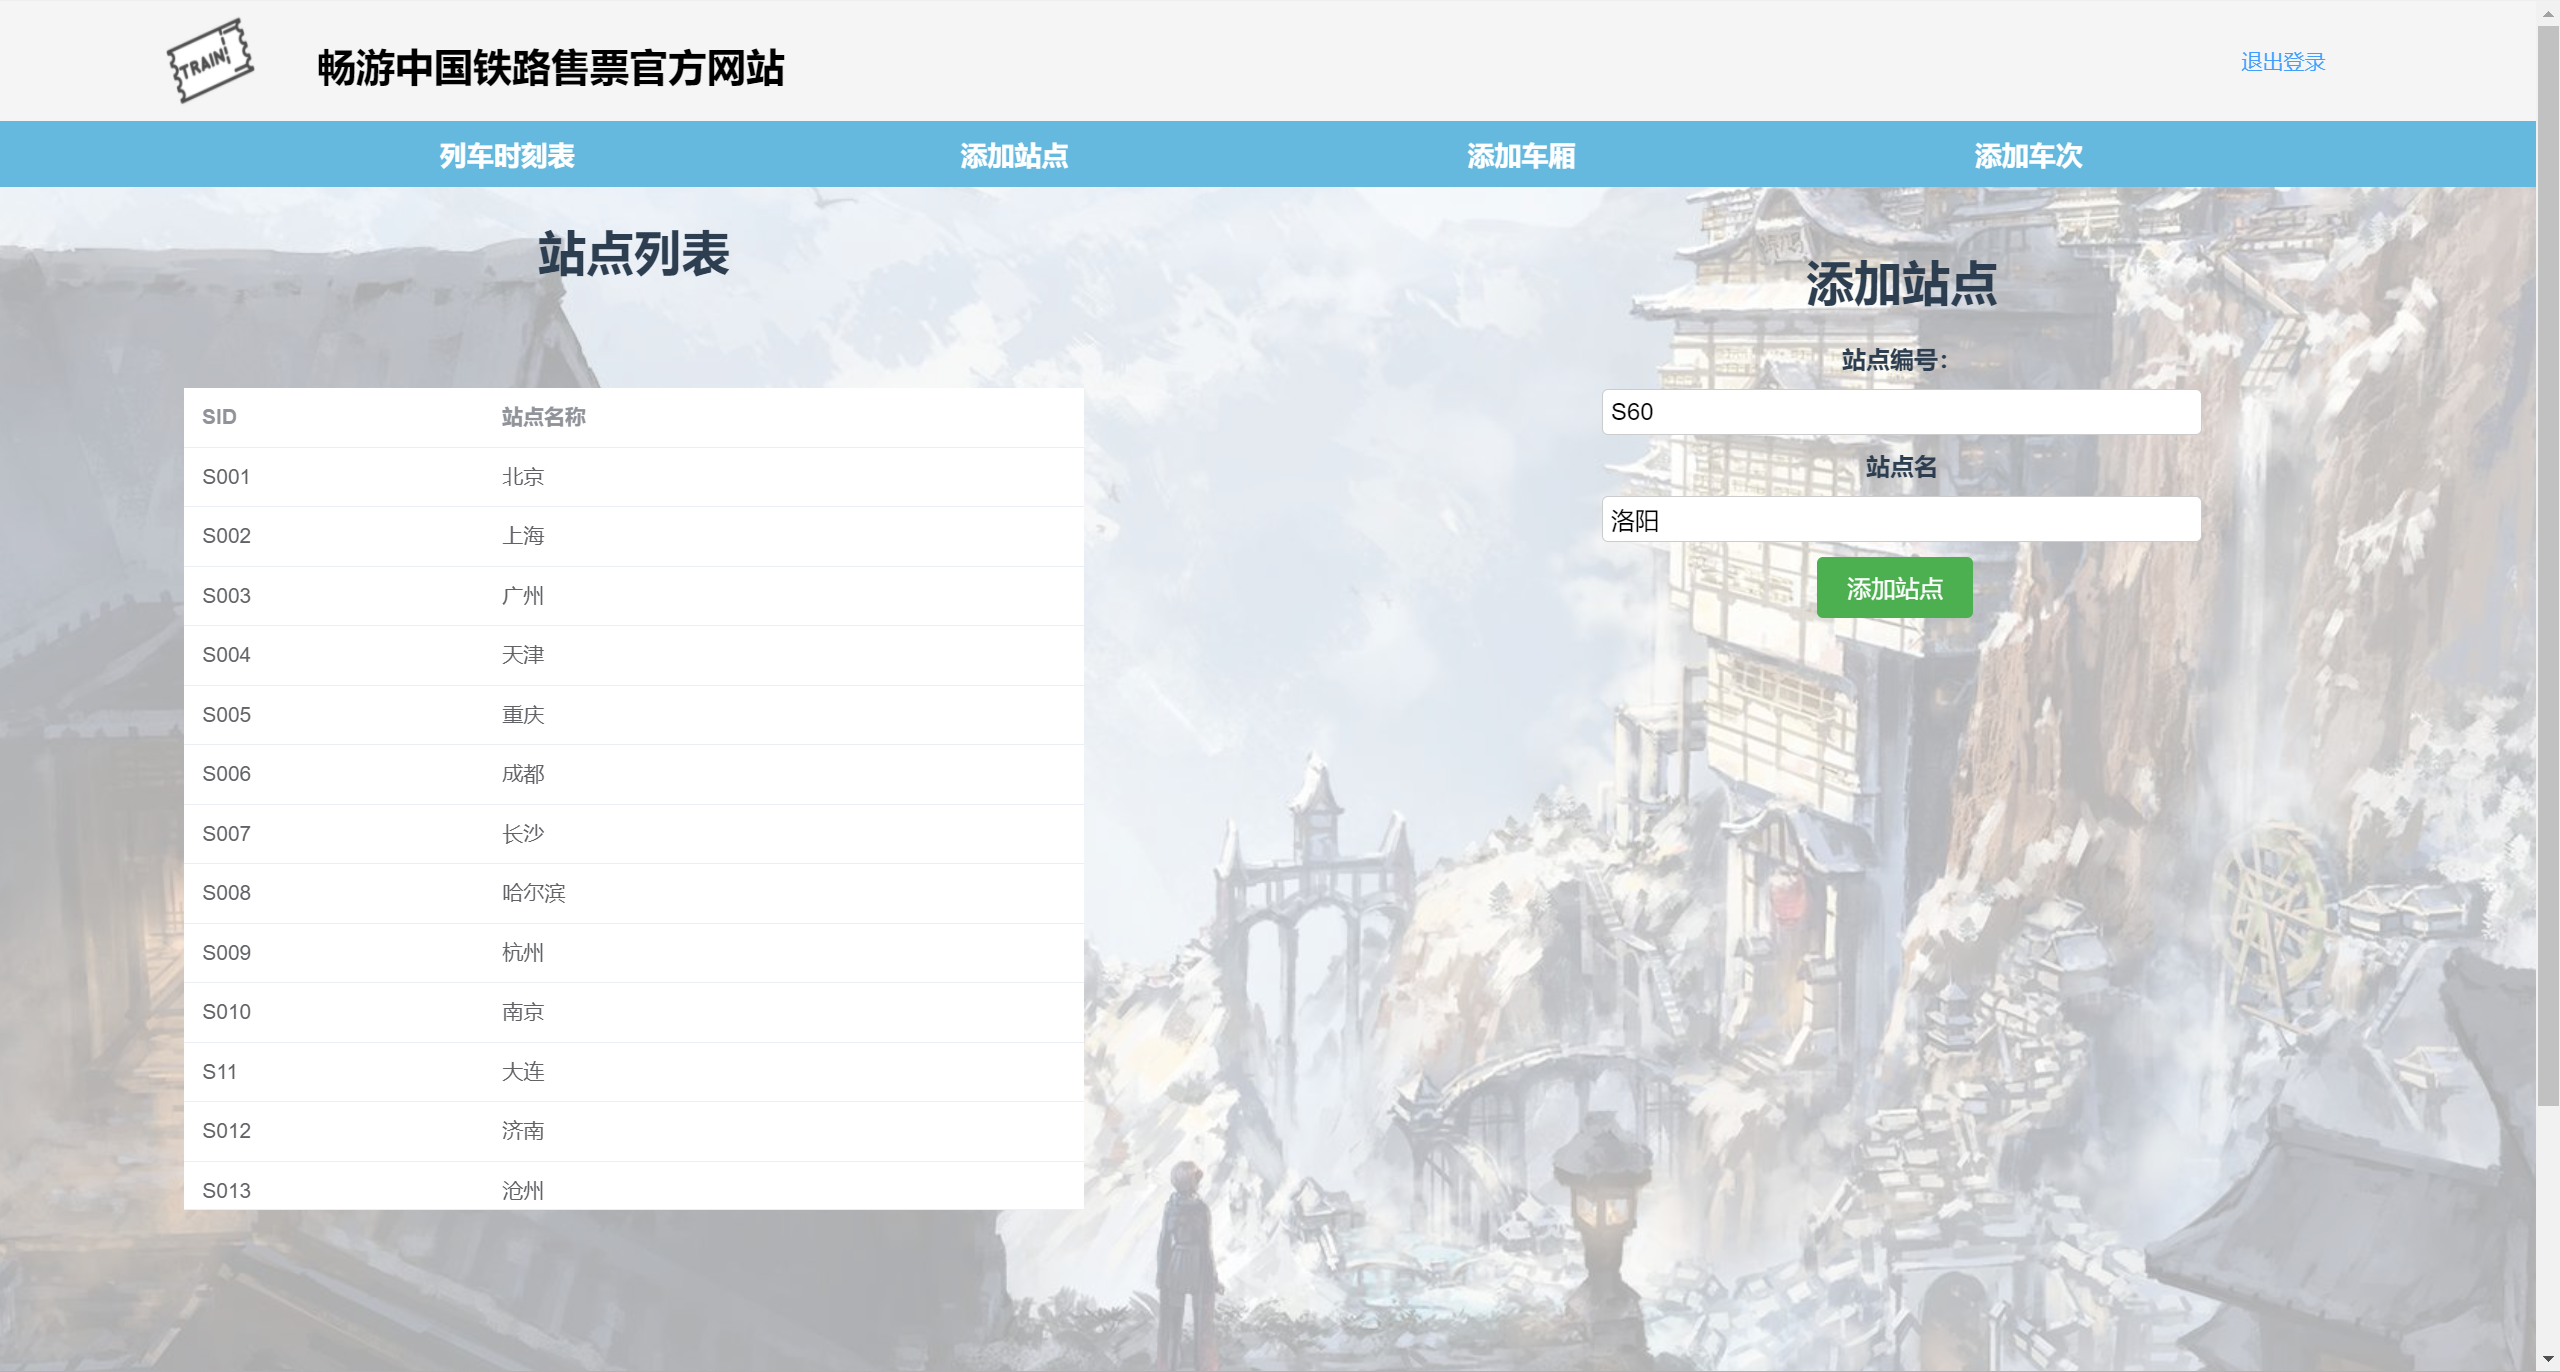 TRAIN
畅游中国铁路售票官方网站
退出登录
列车时刻表 添加站点 添加车厢 添加车次
站点列表
SID 站点名称
S001 北京
S002 上海
S003 广州
S004 天津
S005 重庆
S006 成都
S007 长沙
S008 哈尔滨
S009 杭州
S010 南京
S11 大连
S012 济南
S013 沧州
添加站点
站点编号：
S60
站点名
洛阳
添加站点